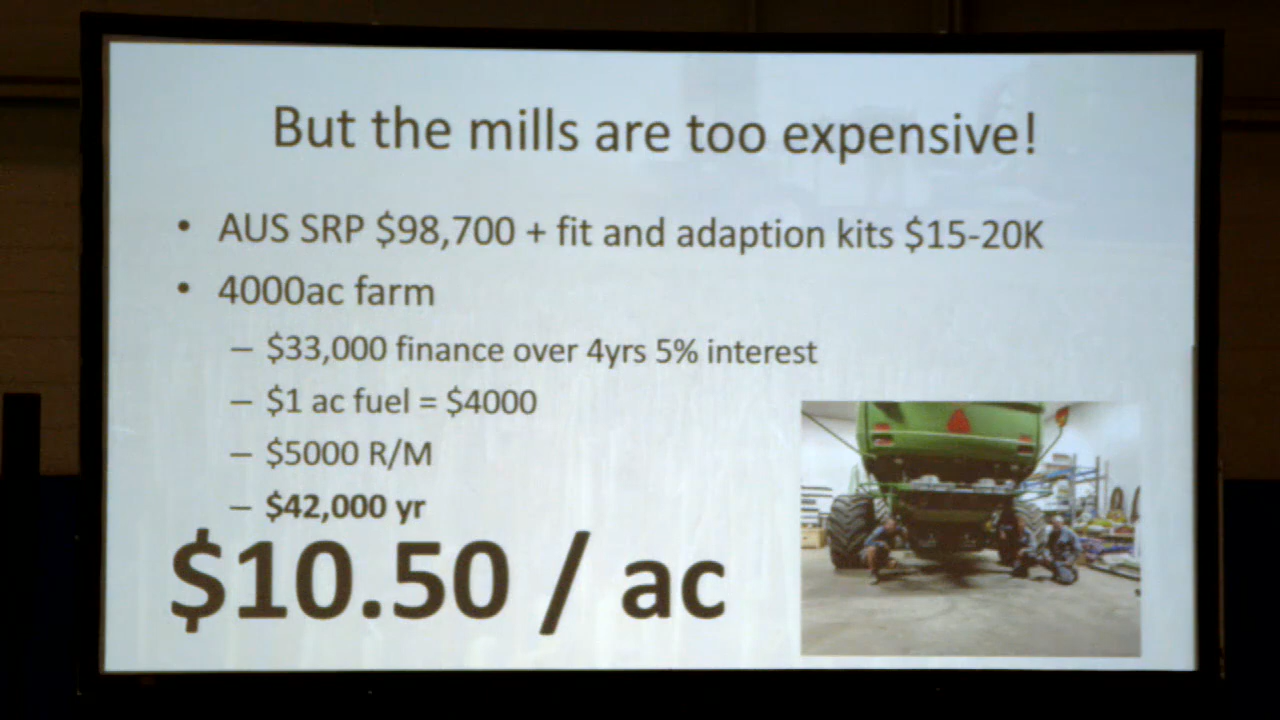 But the mills are too expensive!
• AUS SRP $98,700 + fit and adaption kits $15-20K
• 4000ac farm
– $33,000 finance over 4yrs 5% interest
– $1 ac fuel = $4000
– $5000 R/M
– $42,000 yr
$10.50 / ac